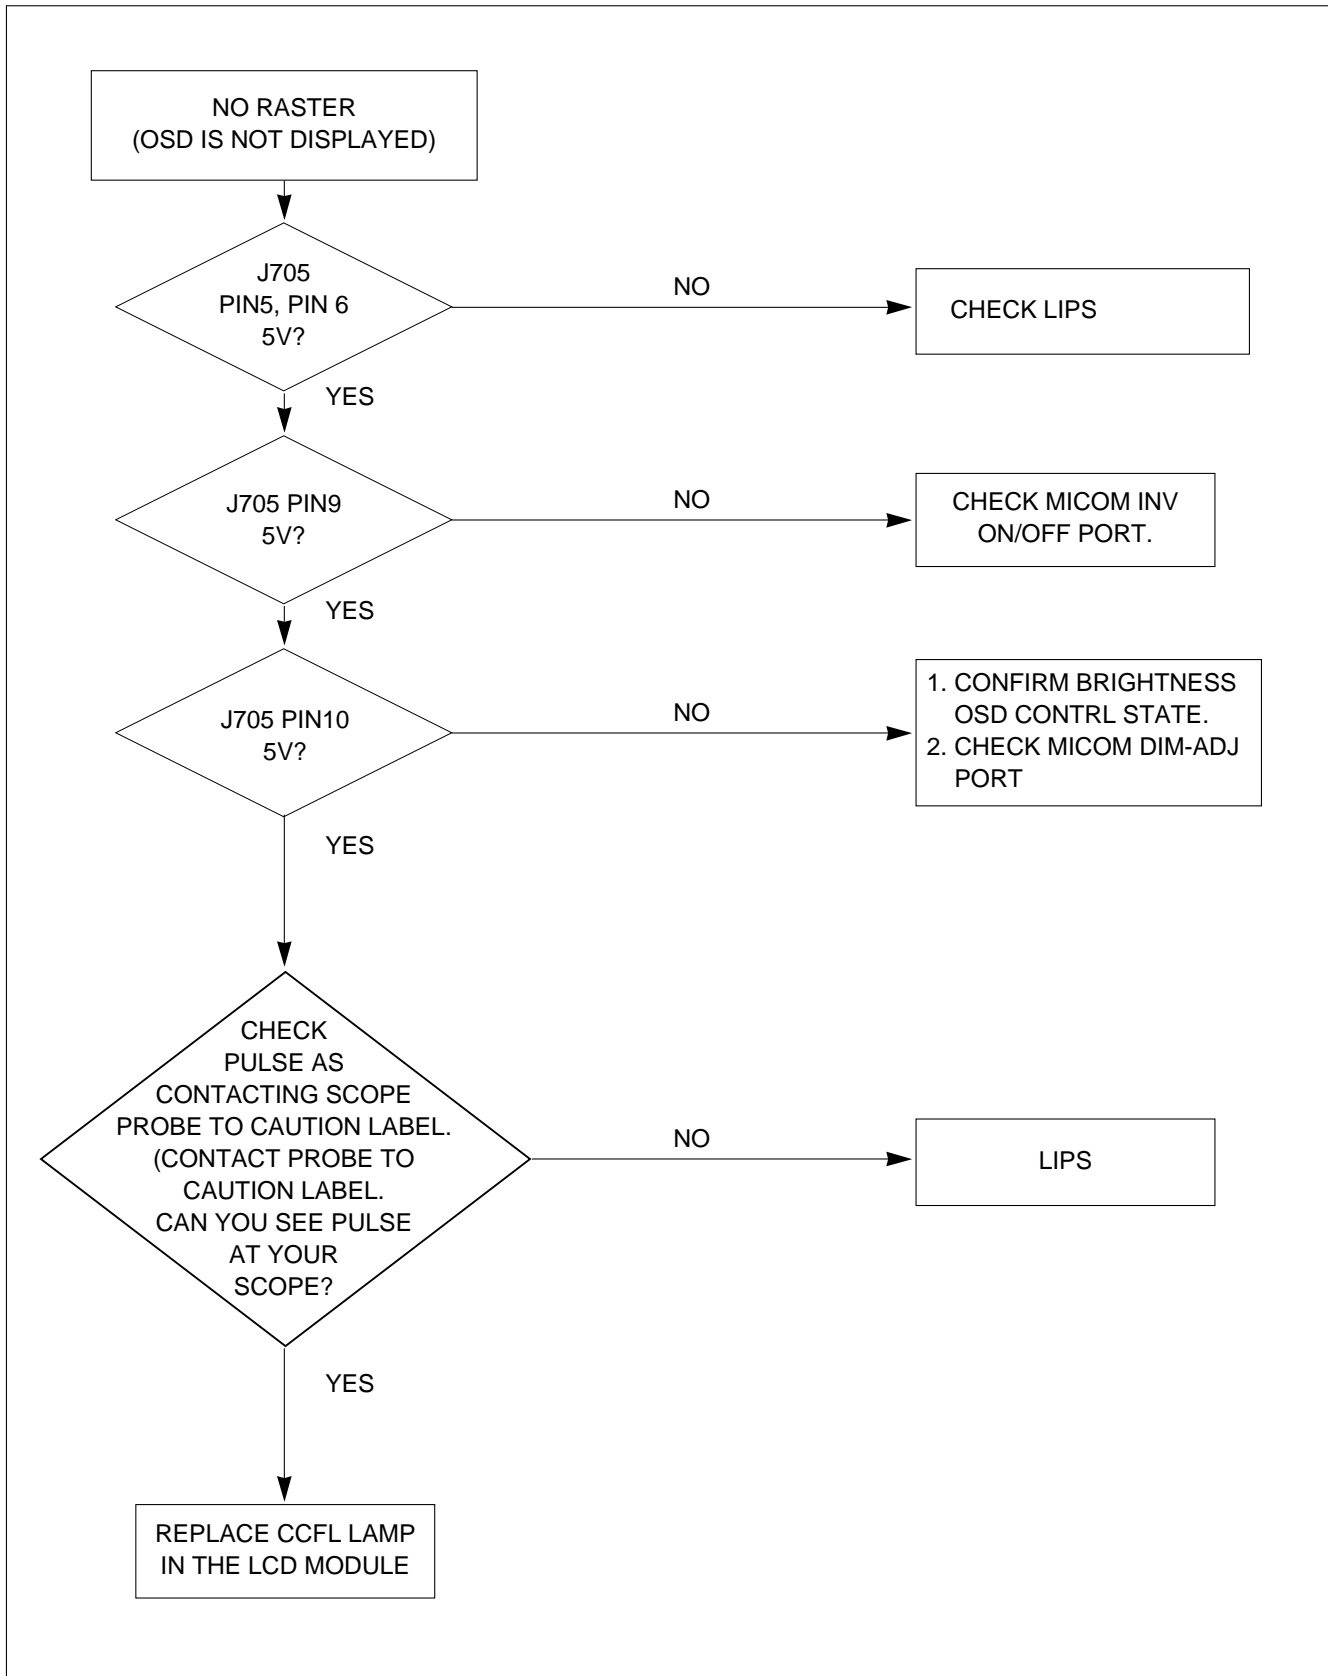 NO RASTER
(OSD IS NOT DISPLAYED)
J705
PIN5, PIN 6
5V?
NO
CHECK LIPS
YES
J705 PIN9
5V?
NO
CHECK MICOM INV
ON/OFF PORT.
YES
J705 PIN10
5V?
NO
1. CONFIRM BRIGHTNESS
OSD CONTRL STATE.
2. CHECK MICOM DIM-ADJ
PORT
YES
CHECK
PULSE AS
CONTACTING SCOPE
PROBE TO CAUTION LABEL.
(CONTACT PROBE TO
CAUTION LABEL.
CAN YOU SEE PULSE
AT YOUR
SCOPE?
NO
LIPS
YES
REPLACE CCFL LAMP
IN THE LCD MODULE